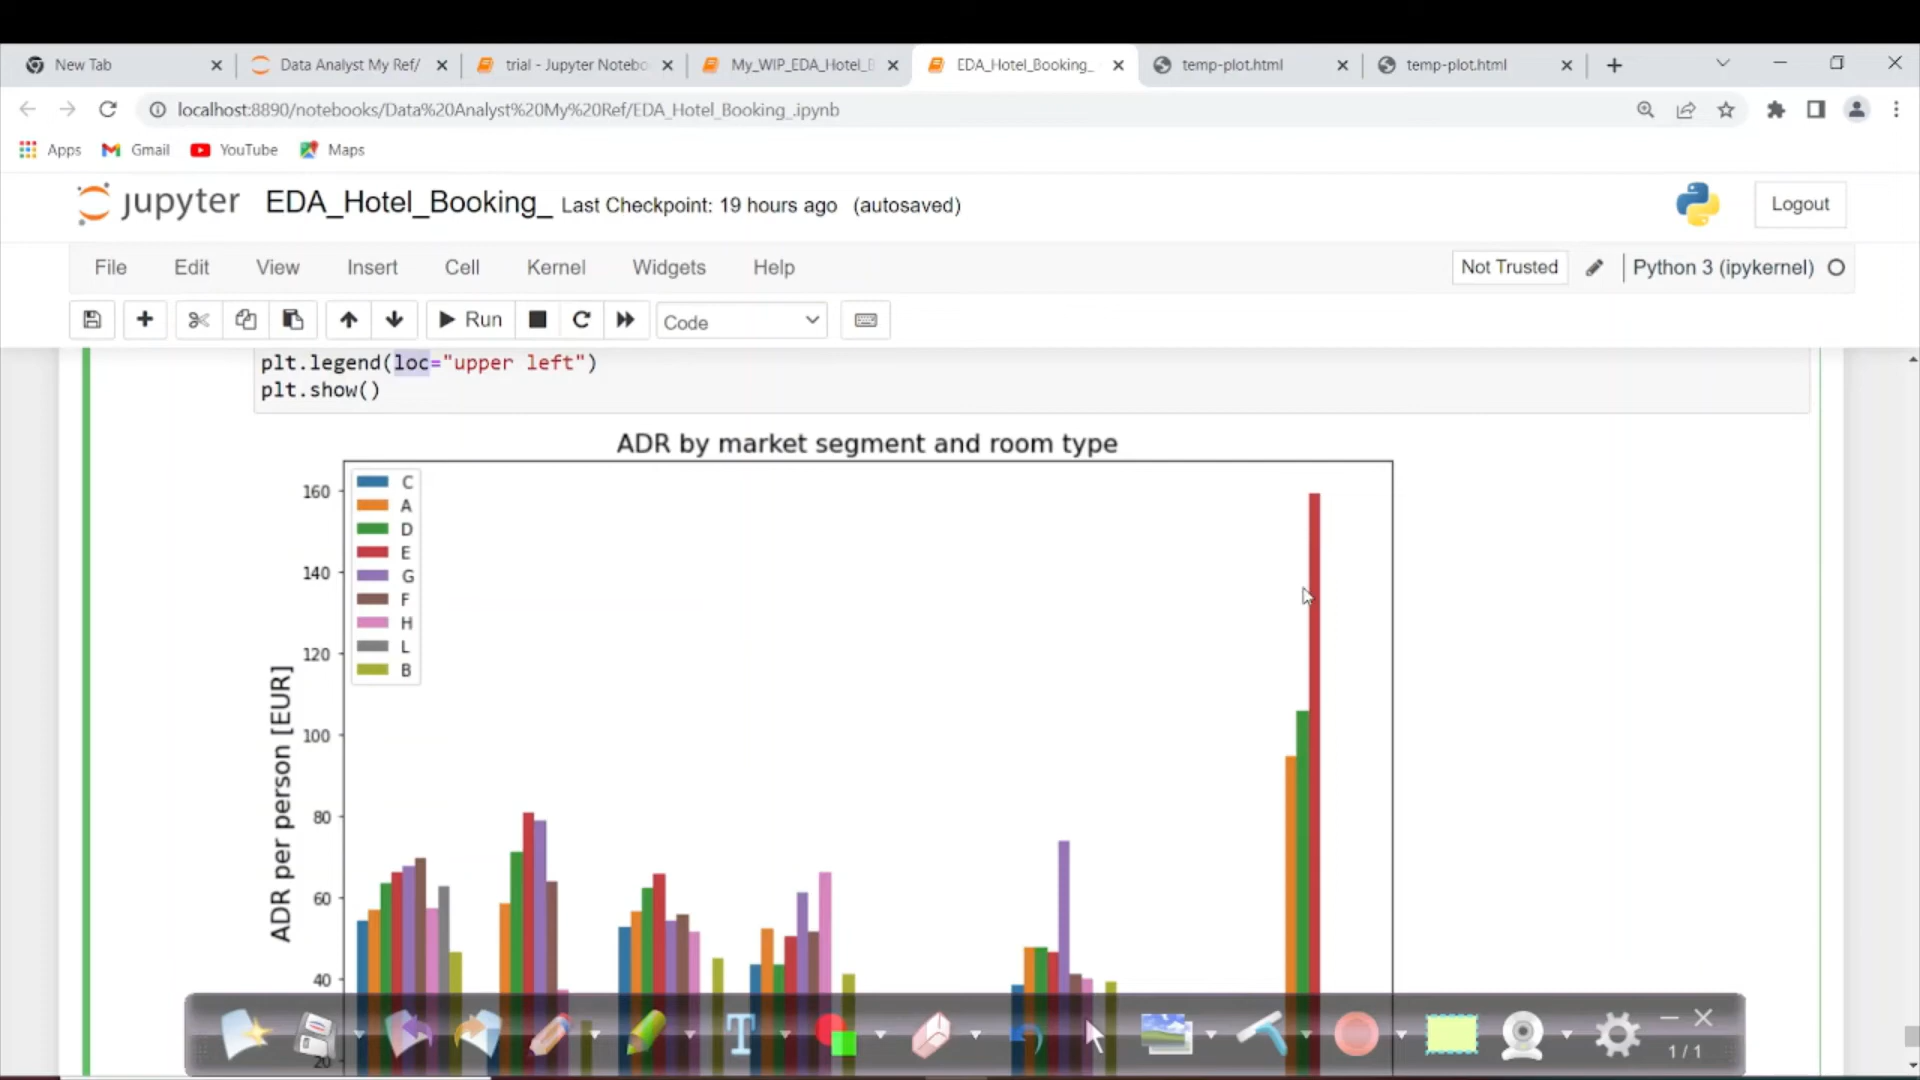 New Tab
Data Analyst My Ref/
trial - Jupyter Notebo
My_WIP_EDA_Hotel_B
EDA_Hotel_Booking_
temp-plot.html
temp-plot.html
localhost:8890/notebooks/Data%20Analyst%20My%20Ref/EDA_Hotel_Booking_.ipynb
Apps
Gmail
YouTube
Maps
jupyter
EDA_Hotel_Booking_ Last Checkpoint: 19 hours ago (autosaved)
Logout
File
Edit
View
Insert
Cell
Kernel
Widgets
Help
Not Trusted
Python 3 (ipykernel)
Run
Code
plt.legend(loc="upper left")
plt.show()
ADR by market segment and room type
C
A
D
E
G
F
H
L
B
160
140
120
100
80
60
40
20
ADR per person [EUR]
T
1 / 1